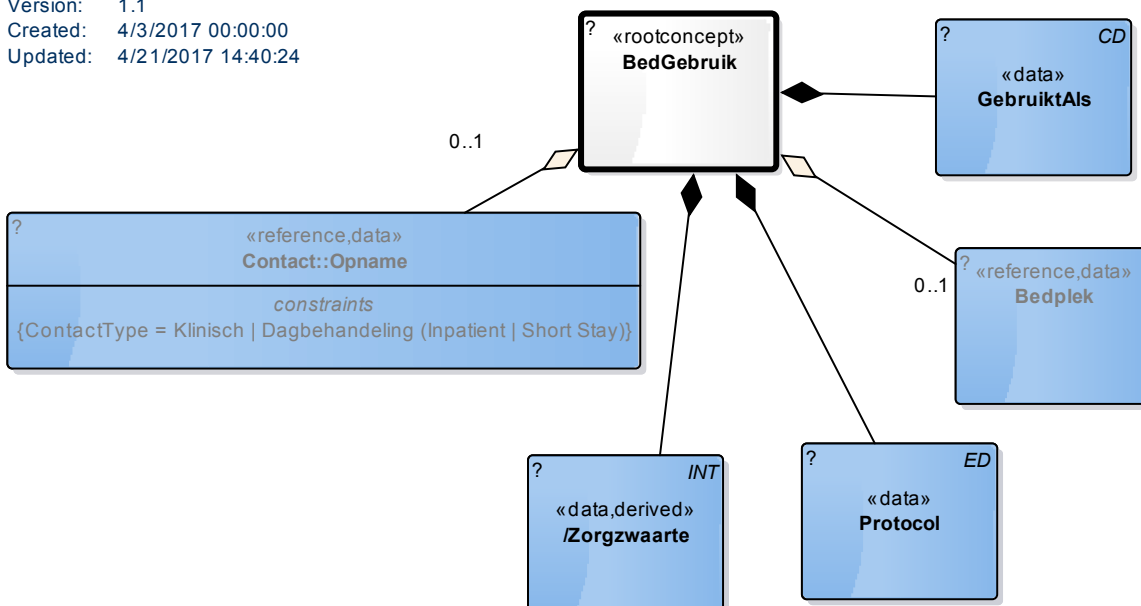 Version: 1.1
Created: 4/3/2017 00:00:00
Updated: 4/21/2017 14:40:24
?
«rootconcept»
BedGebruik
? CD
«data»
GebruiktAls
0..1
?
«reference,data»
Contact::Opname
constraints
{ContactType = Klinisch | Dagbehandeling (Inpatient | Short Stay)}
0..1
? «reference,data»
Bedplek
? INT
«data,derived»
/Zorgzwaarte
? ED
«data»
Protocol